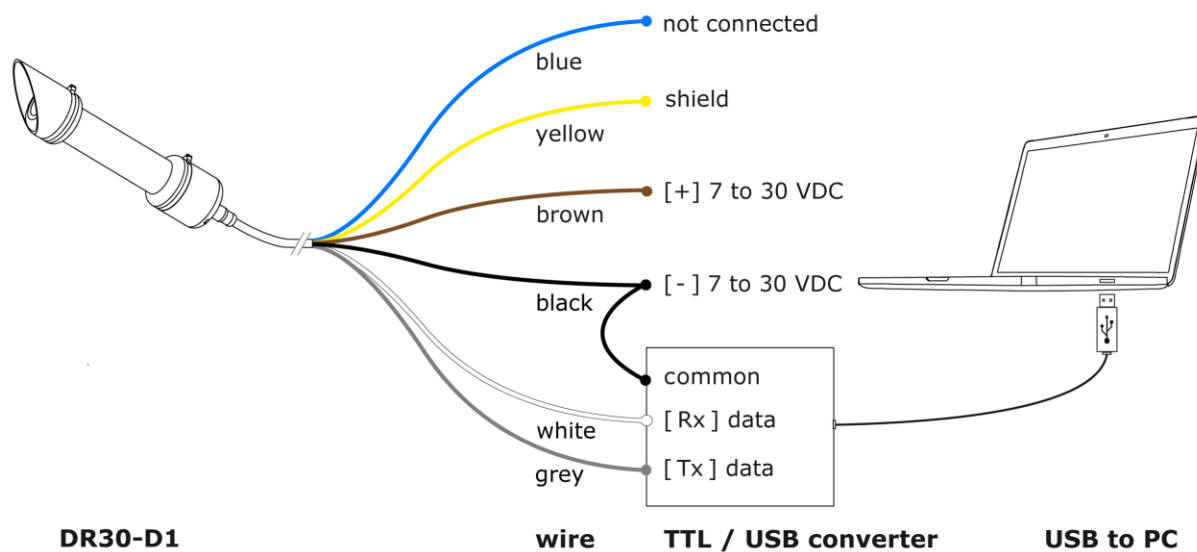 not connected
blue
shield
yellow
[+] 7 to 30 VDC
brown
[-] 7 to 30 VDC
black
common
[Rx] data
white
[Tx] data
grey
DR30-D1 wire TTL / USB converter USB to PC